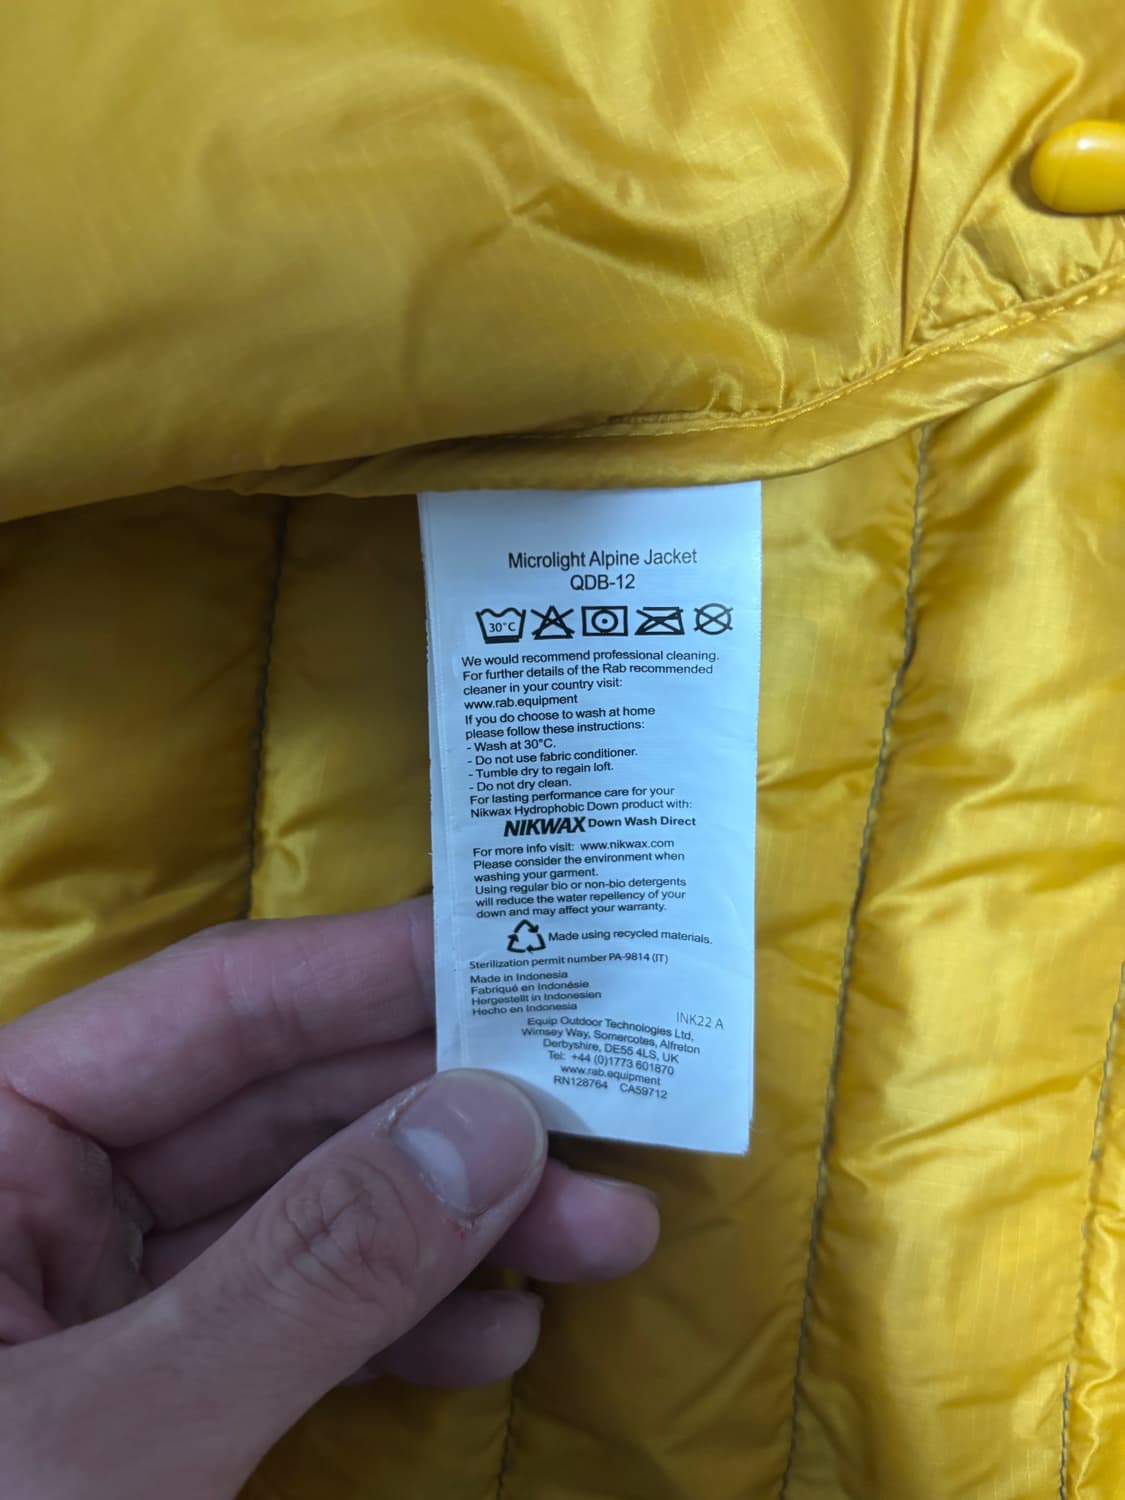 Microlight Alpine Jacket
QDB-12
30°C
We would recommend professional cleaning.
For further details of the Rab recommended
cleaner in your country visit:
www.rab.equipment
If you do choose to wash at home
please follow these instructions:
- Wash at 30°C.
- Do not use fabric conditioner.
- Tumble dry to regain loft.
- Do not dry clean.
For lasting performance care for your
Nikwax Hydrophobic Down product with:
NIKWAX Down Wash Direct
For more info visit: www.nikwax.com
Please consider the environment when
washing your garment.
Using regular bio or non-bio detergents
will reduce the water repellency of your
down and may affect your warranty.
Made using recycled materials.
Sterilization permit number PA-9814 (IT)
Made in Indonesia
Fabriqué en Indonésie
Hergestellt in Indonesien
Hecho en Indonesia
INK22 A
Equip Outdoor Technologies Ltd,
Wimsey Way, Somercotes, Alfreton
Derbyshire, DE55 4LS, UK
Tel: +44 (0)1773 601870
www.rab.equipment
RN128764 CA59712